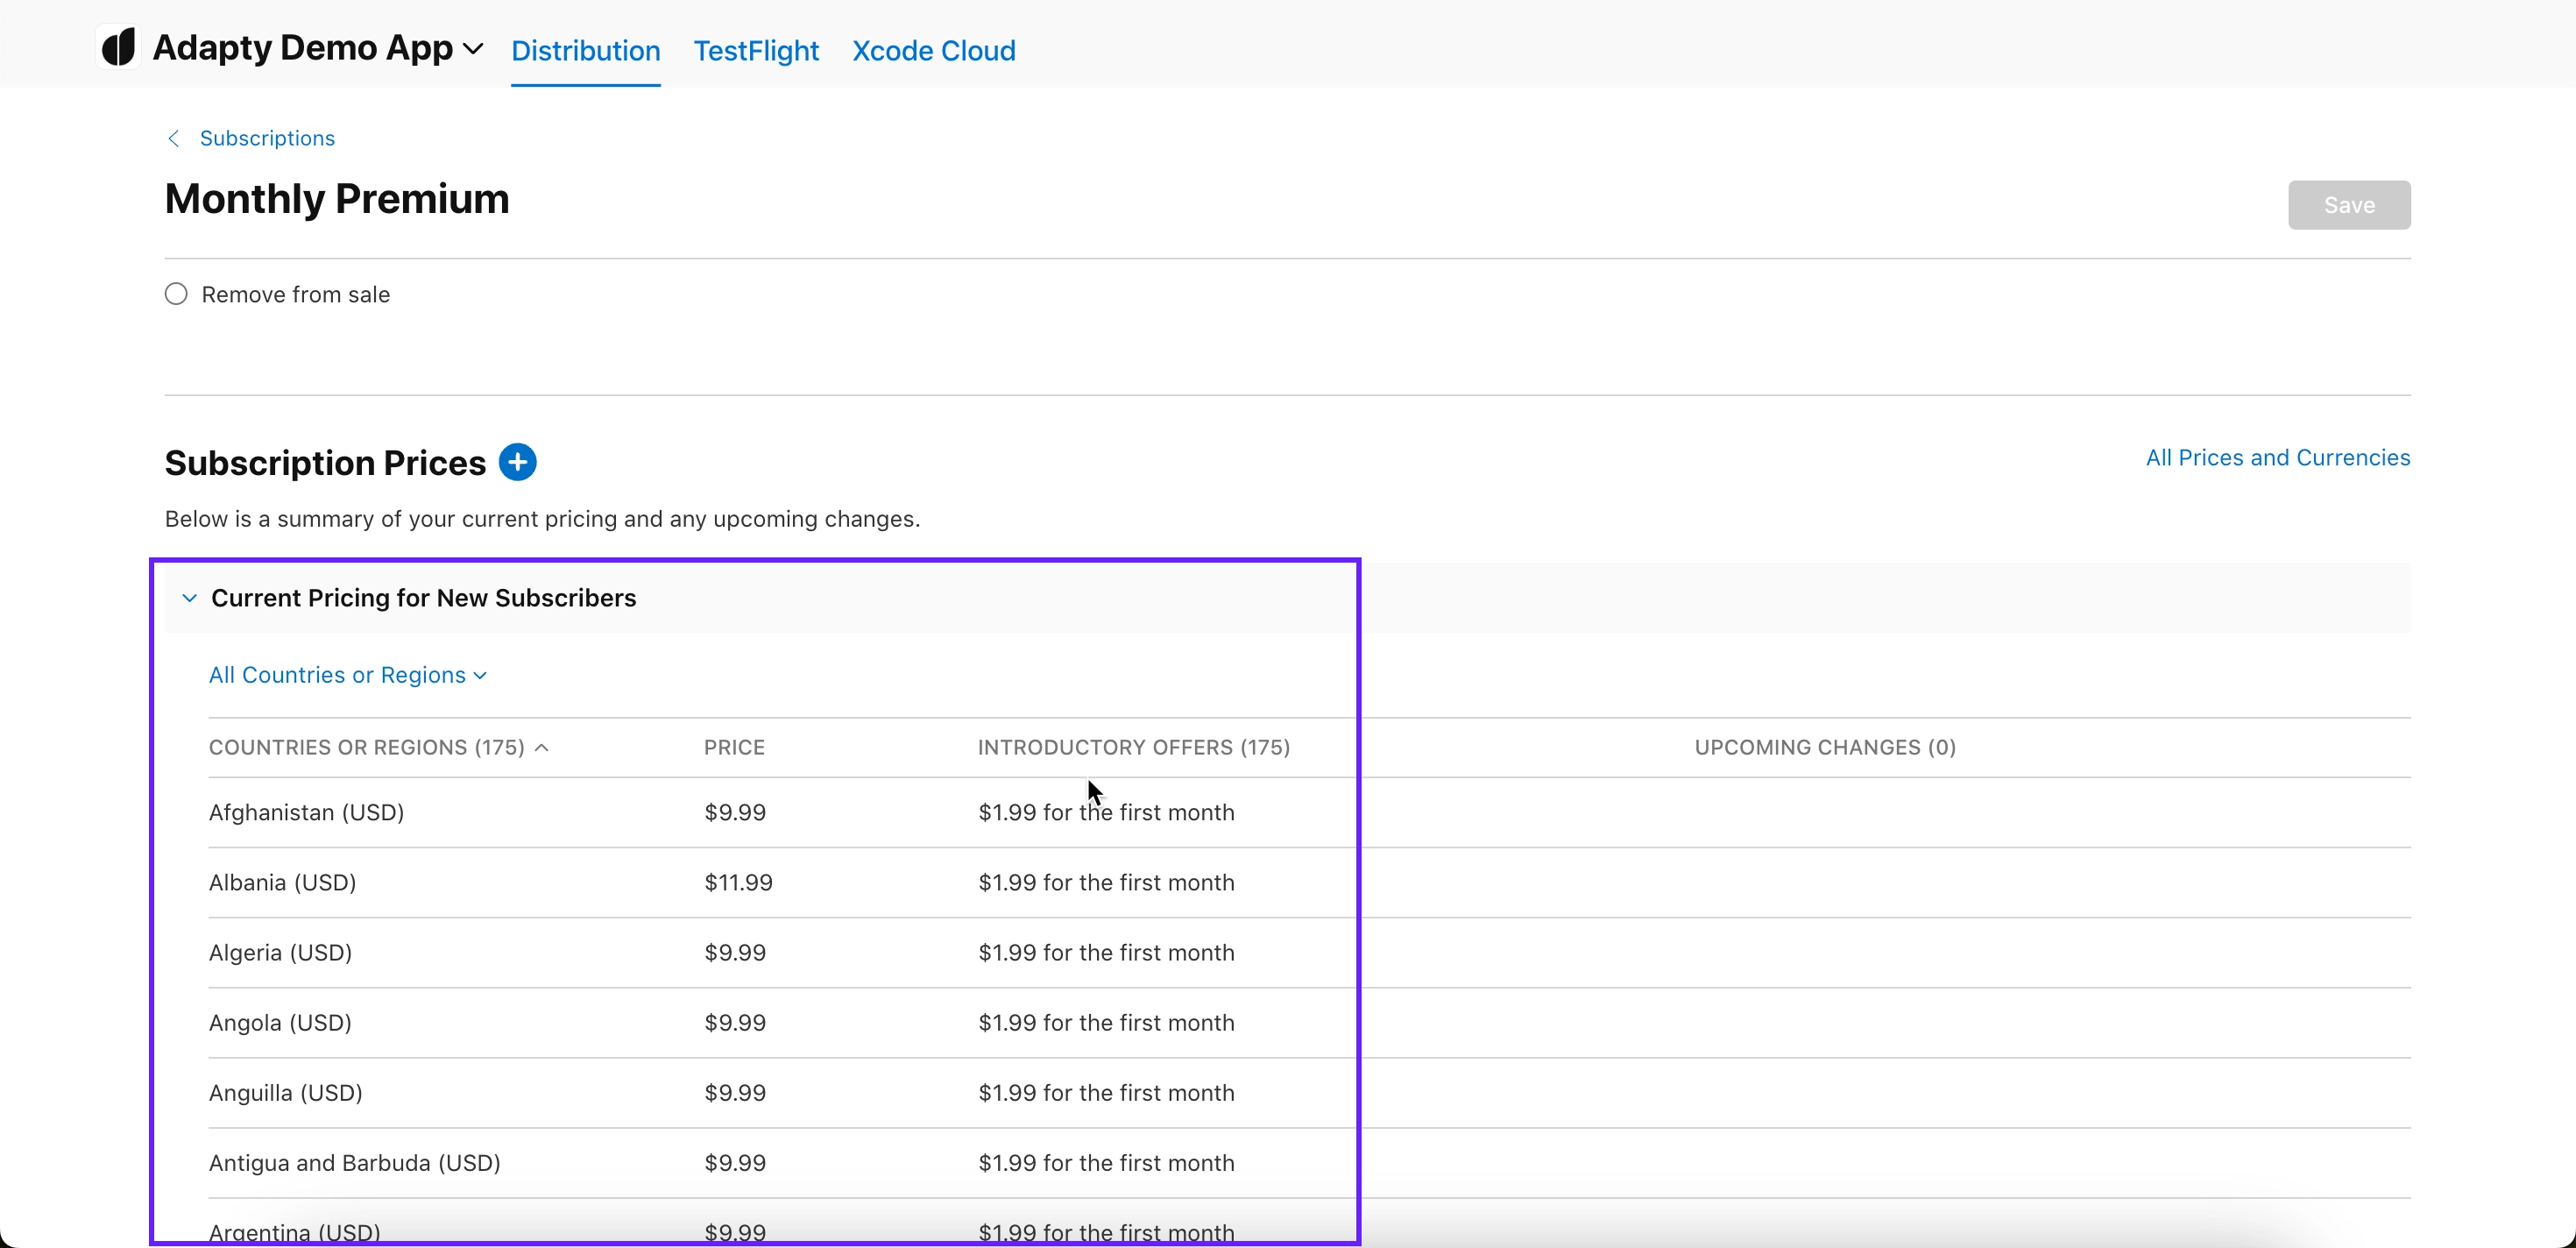 Adapty Demo App Distribution TestFlight Xcode Cloud
Subscriptions
Monthly Premium
Save
Remove from sale
Subscription Prices
All Prices and Currencies
Below is a summary of your current pricing and any upcoming changes.
Current Pricing for New Subscribers
All Countries or Regions
COUNTRIES OR REGIONS (175) PRICE INTRODUCTORY OFFERS (175) UPCOMING CHANGES (0)
Afghanistan (USD) $9.99 $1.99 for the first month
Albania (USD) $11.99 $1.99 for the first month
Algeria (USD) $9.99 $1.99 for the first month
Angola (USD) $9.99 $1.99 for the first month
Anguilla (USD) $9.99 $1.99 for the first month
Antigua and Barbuda (USD) $9.99 $1.99 for the first month
Argentina (USD) $9.99 $1.99 for the first month